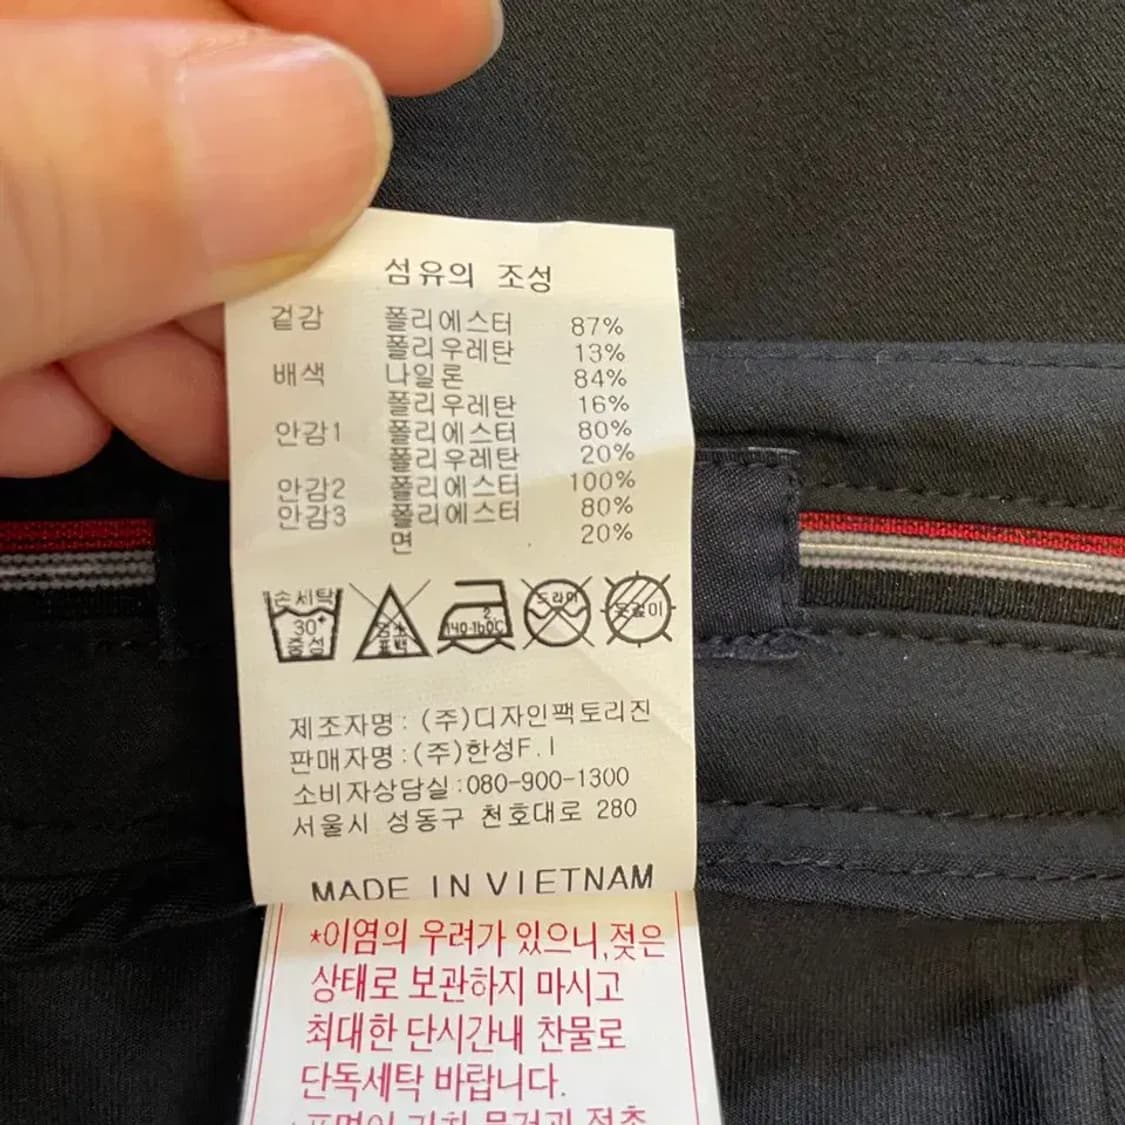 섬유의 조성
겉감 폴리에스터 87%
폴리우레탄 13%
배색 나일론 84%
폴리우레탄 16%
안감1 폴리에스터 80%
폴리우레탄 20%
안감2 폴리에스터 100%
안감3 폴리에스터 80%
면 20%
손세탁 30° 중성
염소 표백
2 140-160℃
드라이
제조자명: (주)디자인팩토리진
판매자명:(주)한성F.I
소비자상담실:080-900-1300
서울시 성동구 천호대로 280
MADE IN VIETNAM
*이염의 우려가 있으니,젖은
상태로 보관하지 마시고
최대한 단시간내 찬물로
단독세탁 바랍니다.